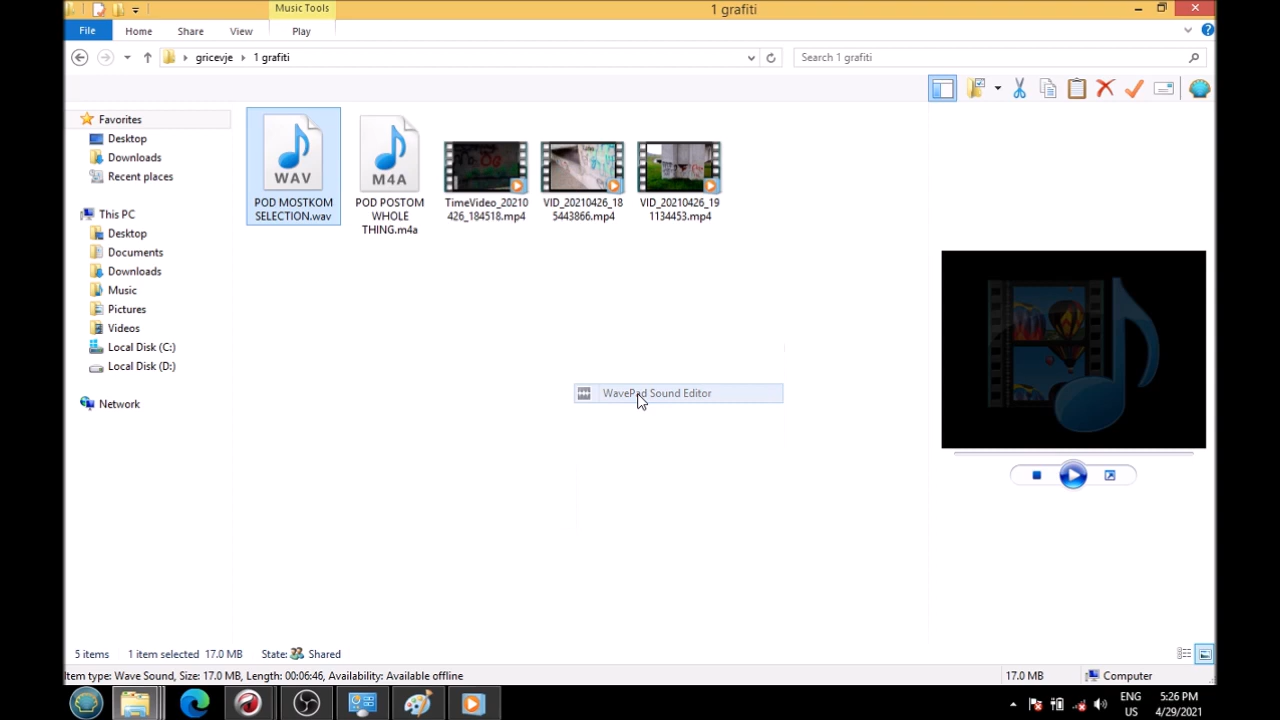 Music Tools
1 grafiti
File
Home
Share
View
Play
gricevje
1 grafiti
Search 1 grafiti
Favorites
Desktop
Downloads
Recent places
This PC
Desktop
Documents
Downloads
Music
Pictures
Videos
Local Disk (C:)
Local Disk (D:)
Network
WAV
POD MOSTKOM
SELECTION.wav
M4A
POD POSTOM
WHOLE
THING.m4a
TimeVideo_20210
426_184518.mp4
VID_20210426_18
5443866.mp4
VID_20210426_19
1134453.mp4
WavePad Sound Editor
5 items
1 item selected 17.0 MB
State:
Shared
Item type: Wave Sound, Size: 17.0 MB, Length: 00:06:46, Availability: Available offline
17.0 MB
Computer
ENG
US
5:26 PM
4/29/2021